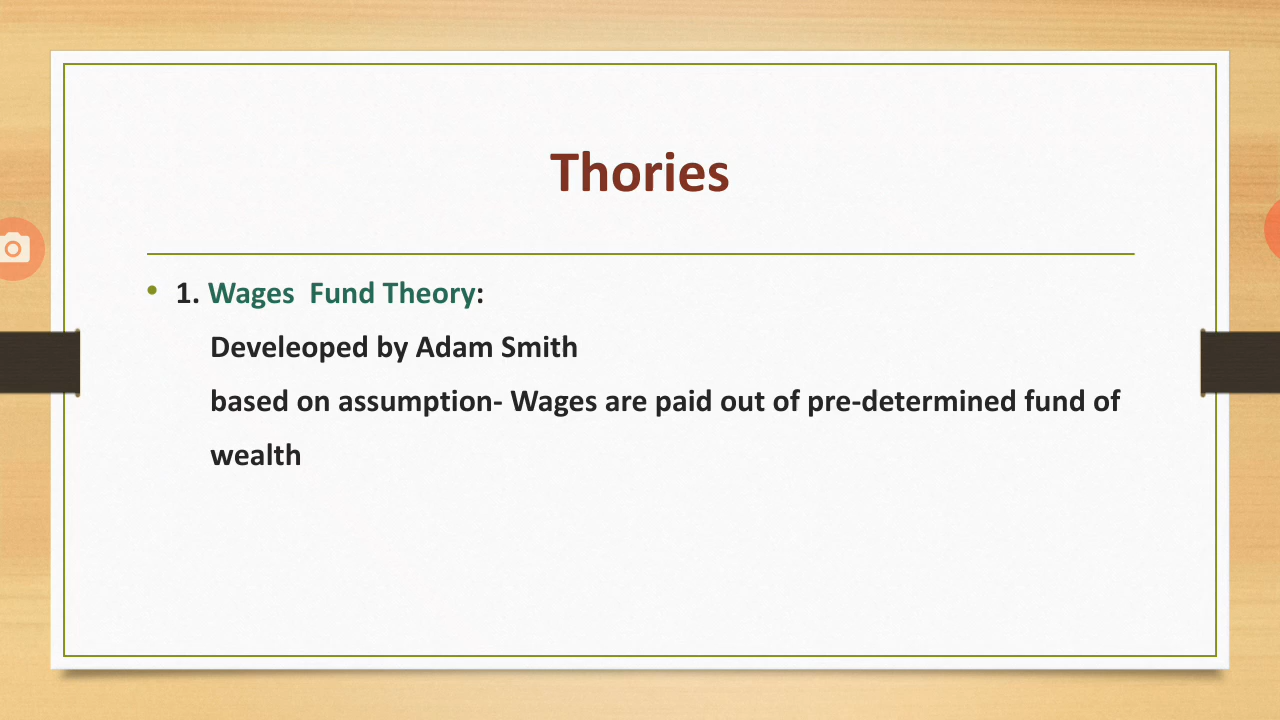 Thories
• 1. Wages  Fund Theory:
Develeoped by Adam Smith
based on assumption- Wages are paid out of pre-determined fund of
wealth